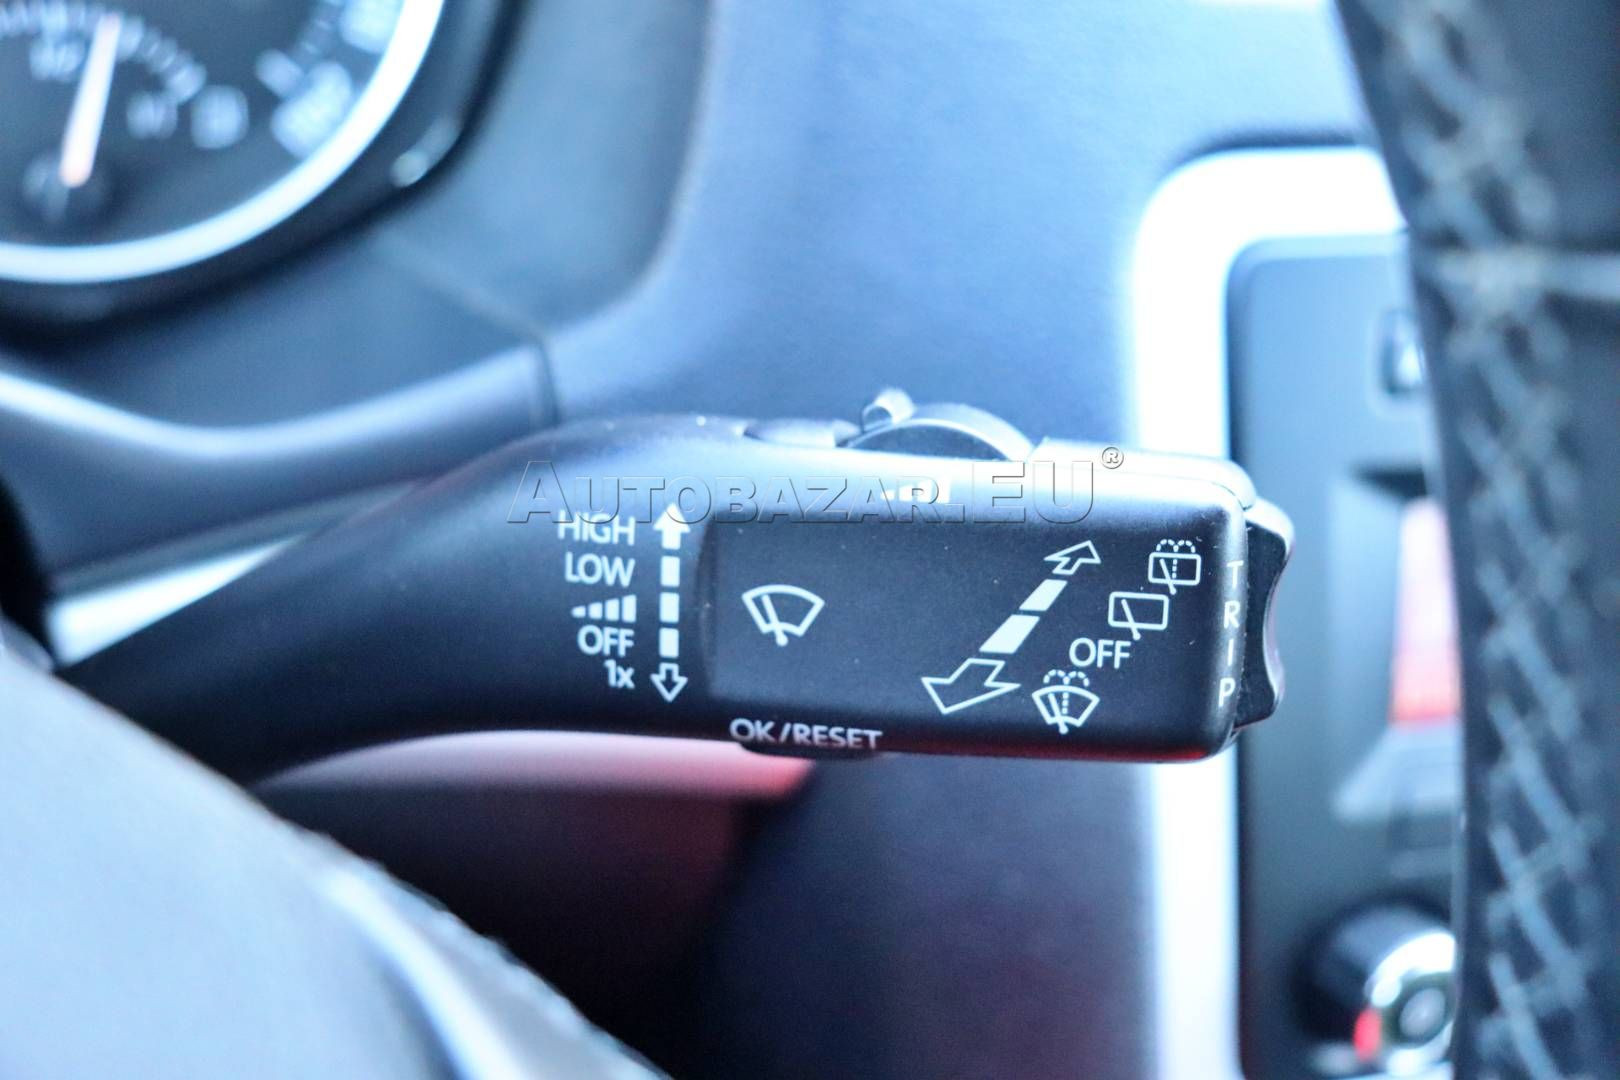 AUTOBAZAR.EU®
HIGH
LOW
OFF
1x
OFF
TRIP
OK/RESET